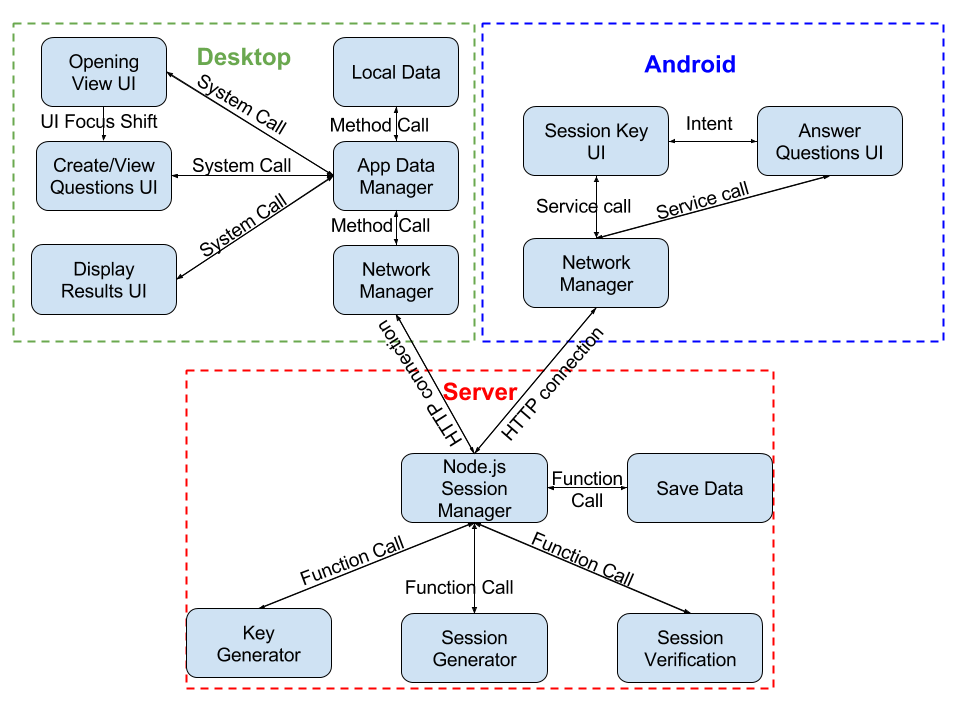 Desktop
Opening
View UI
System Call
Local Data
UI Focus Shift
Method Call
Create/View
Questions UI
System Call
App Data
Manager
System Call
Method Call
Display
Results UI
Network
Manager
Android
Session Key
UI
Intent
Answer
Questions UI
Service call
Service call
Network
Manager
HTTP connection
HTTP connection
Server
Node.js
Session
Manager
Function
Call
Save Data
Function Call
Function Call
Function Call
Key
Generator
Session
Generator
Session
Verification